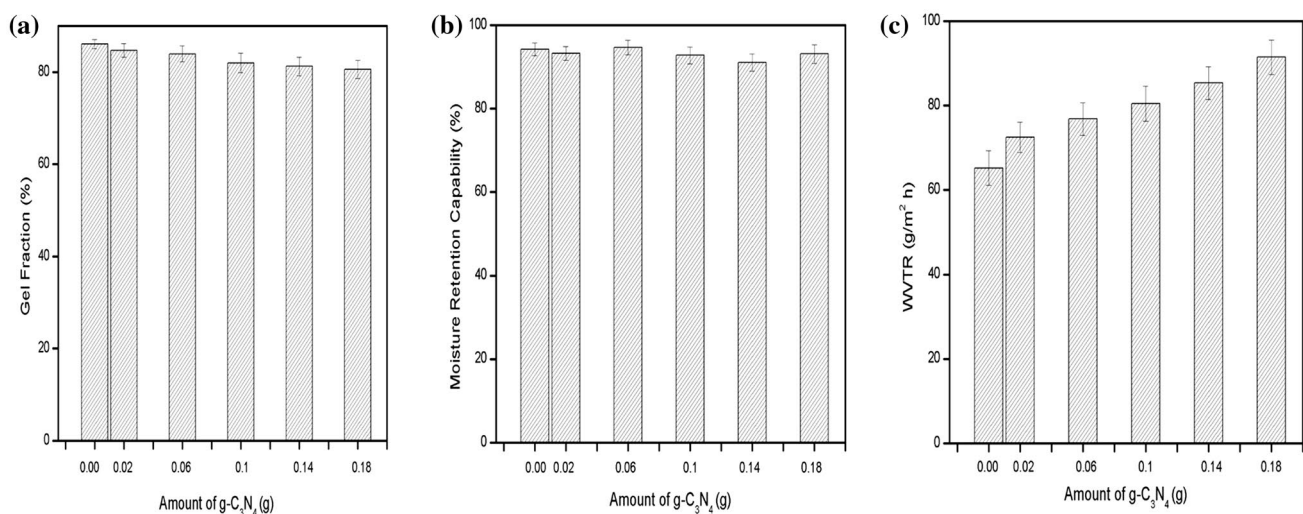 (a)
Gel Fraction (%)
80
60
40
20
0
0.00 0.02 0.06 0.1 0.14 0.18
Amount of g-C₃N₄ (g)
(b)
Moisture Retention Capability (%)
100
80
60
40
20
0
0.00 0.02 0.06 0.1 0.14 0.18
Amount of g-C₃N₄ (g)
(c)
WVTR (g/m² h)
100
80
60
40
20
0
0.00 0.02 0.06 0.1 0.14 0.18
Amount of g-C₃N₄ (g)